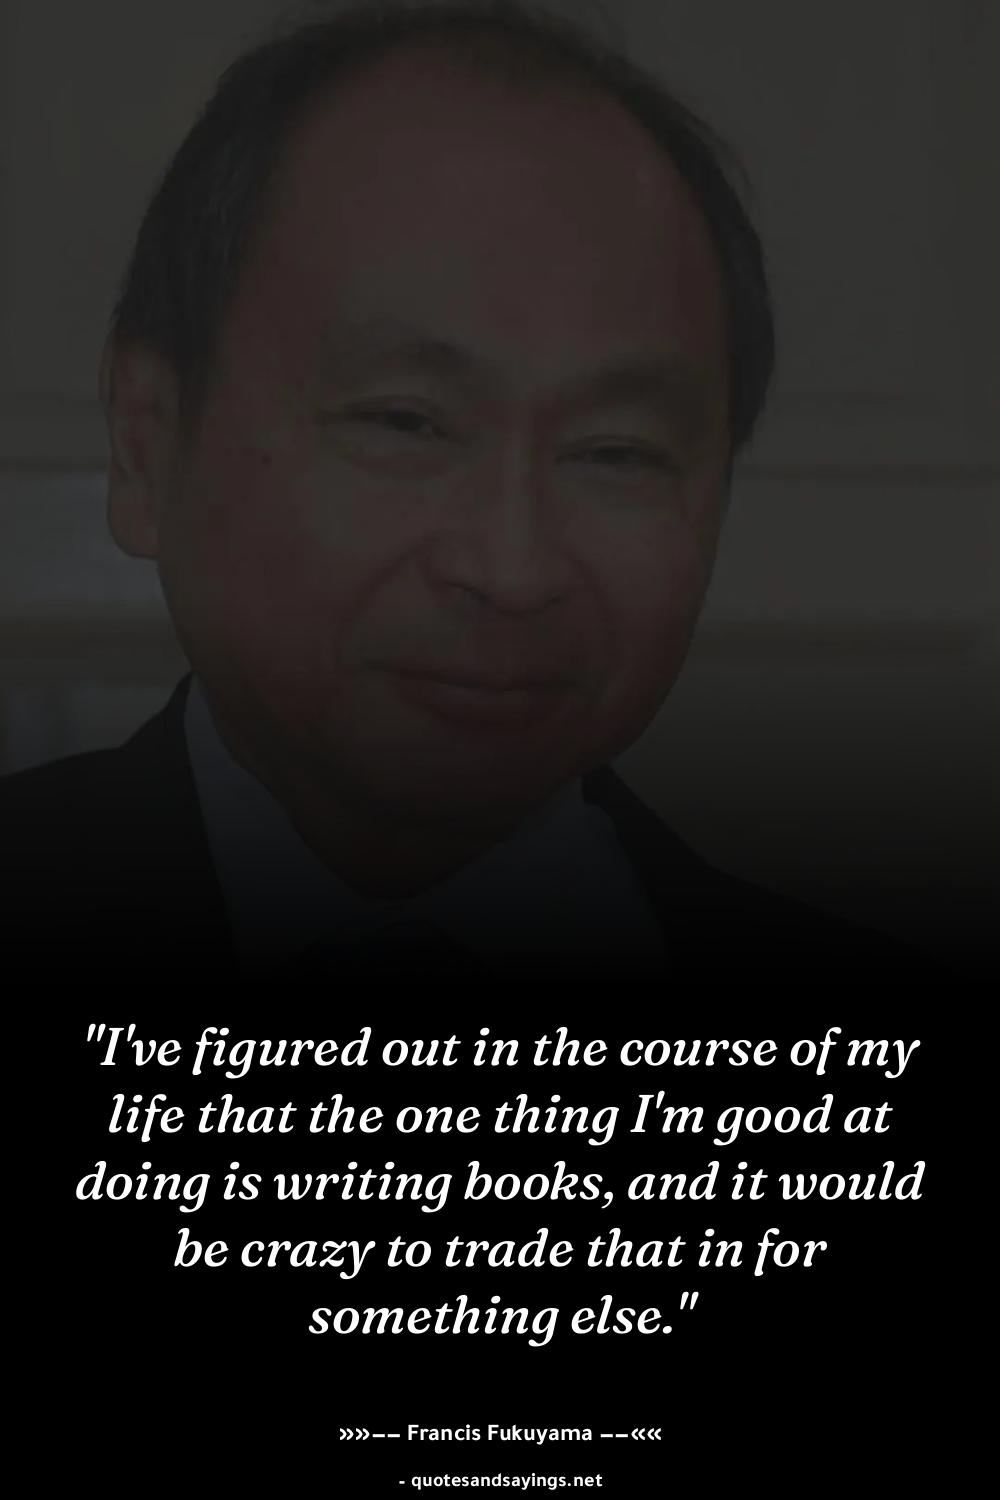 "I've figured out in the course of my
life that the one thing I'm good at
doing is writing books, and it would
be crazy to trade that in for
something else."
»»–– Francis Fukuyama ––««
- quotesandsayings.net